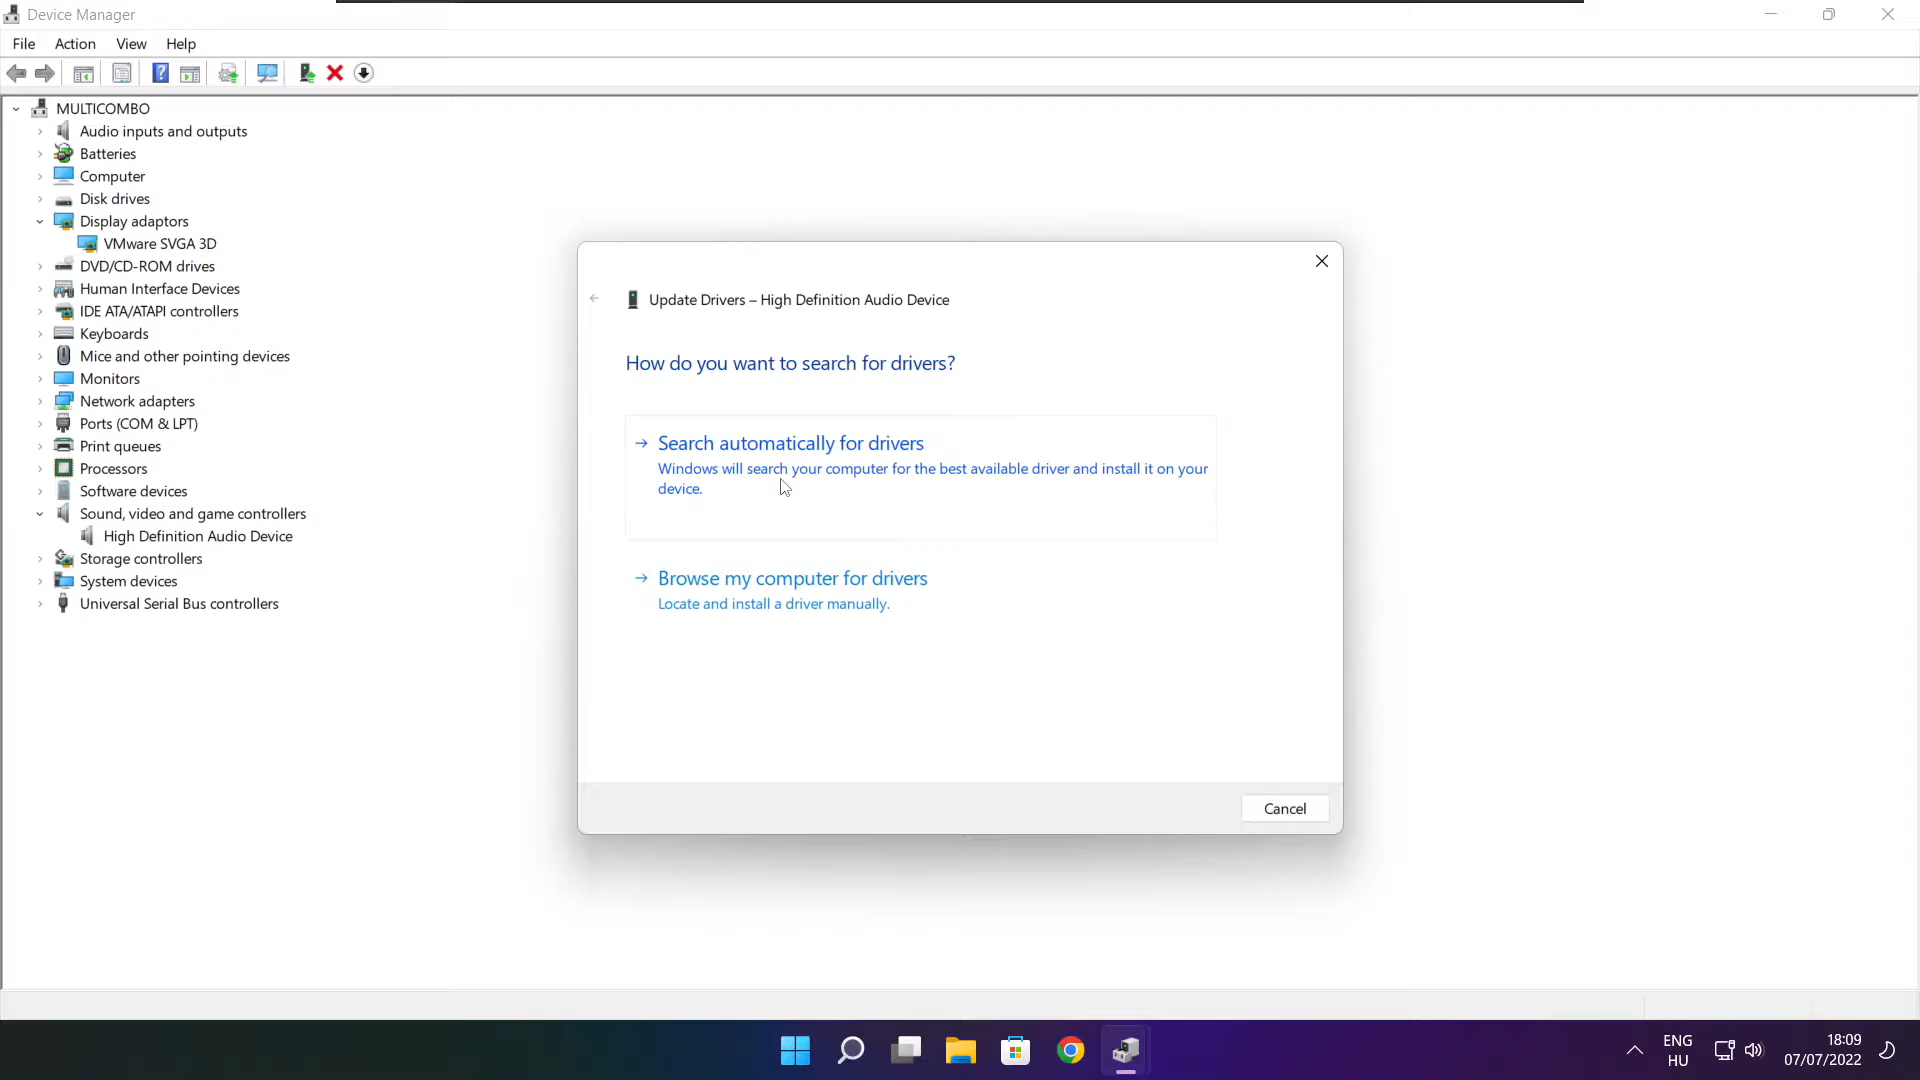 Device Manager
File Action View Help
MULTICOMBO
Audio inputs and outputs
Batteries
Computer
Disk drives
Display adaptors
VMware SVGA 3D
DVD/CD-ROM drives
Human Interface Devices
IDE ATA/ATAPI controllers
Keyboards
Mice and other pointing devices
Monitors
Network adapters
Ports (COM & LPT)
Print queues
Processors
Software devices
Sound, video and game controllers
High Definition Audio Device
Storage controllers
System devices
Universal Serial Bus controllers
Update Drivers – High Definition Audio Device
How do you want to search for drivers?
Search automatically for drivers
Windows will search your computer for the best available driver and install it on your
device.
Browse my computer for drivers
Locate and install a driver manually.
Cancel
ENG
HU
18:09
07/07/2022